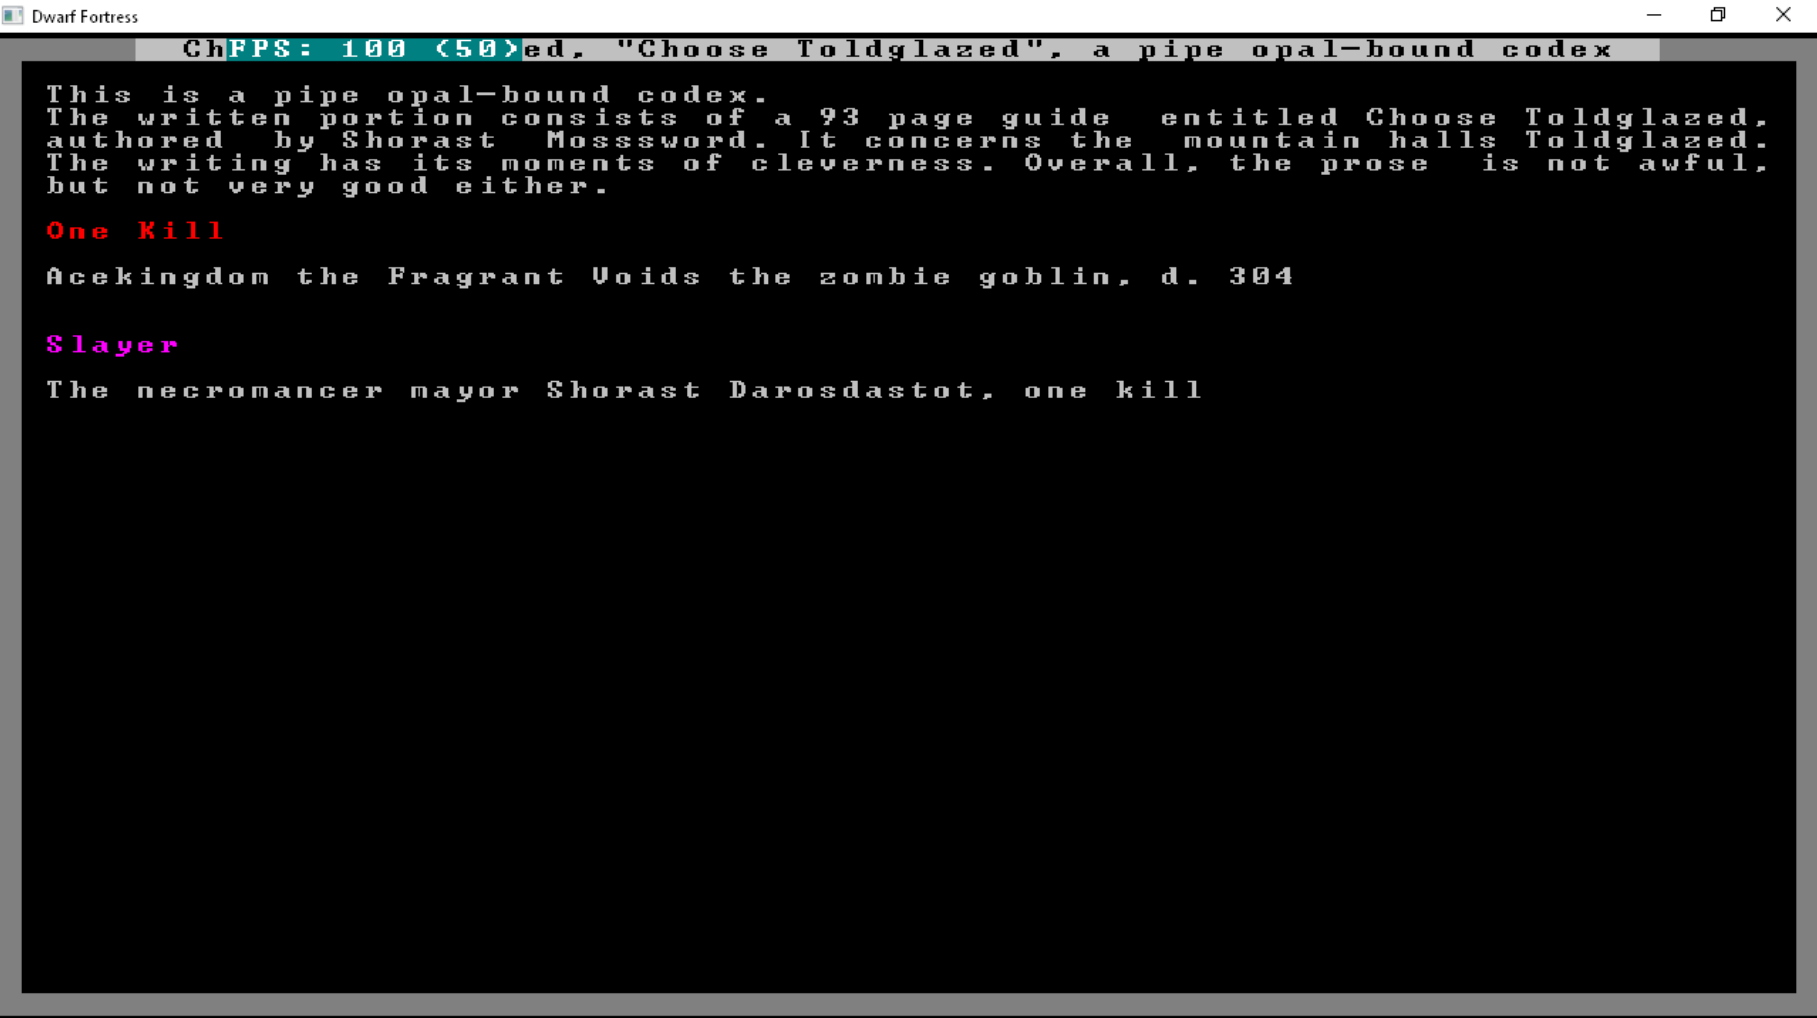 Dwarf Fortress
ChFPS: 100 (50)ed, "Choose Toldglazed", a pipe opal-bound codex
This is a pipe opal-bound codex.
The written portion consists of a 93 page guide entitled Choose Toldglazed,
authored by Shorast Mosssword. It concerns the mountain halls Toldglazed.
The writing has its moments of cleverness. Overall, the prose is not awful,
but not very good either.
One Kill
Acekingdom the Fragrant Voids the zombie goblin, d. 304
Slayer
The necromancer mayor Shorast Darosdastot, one kill